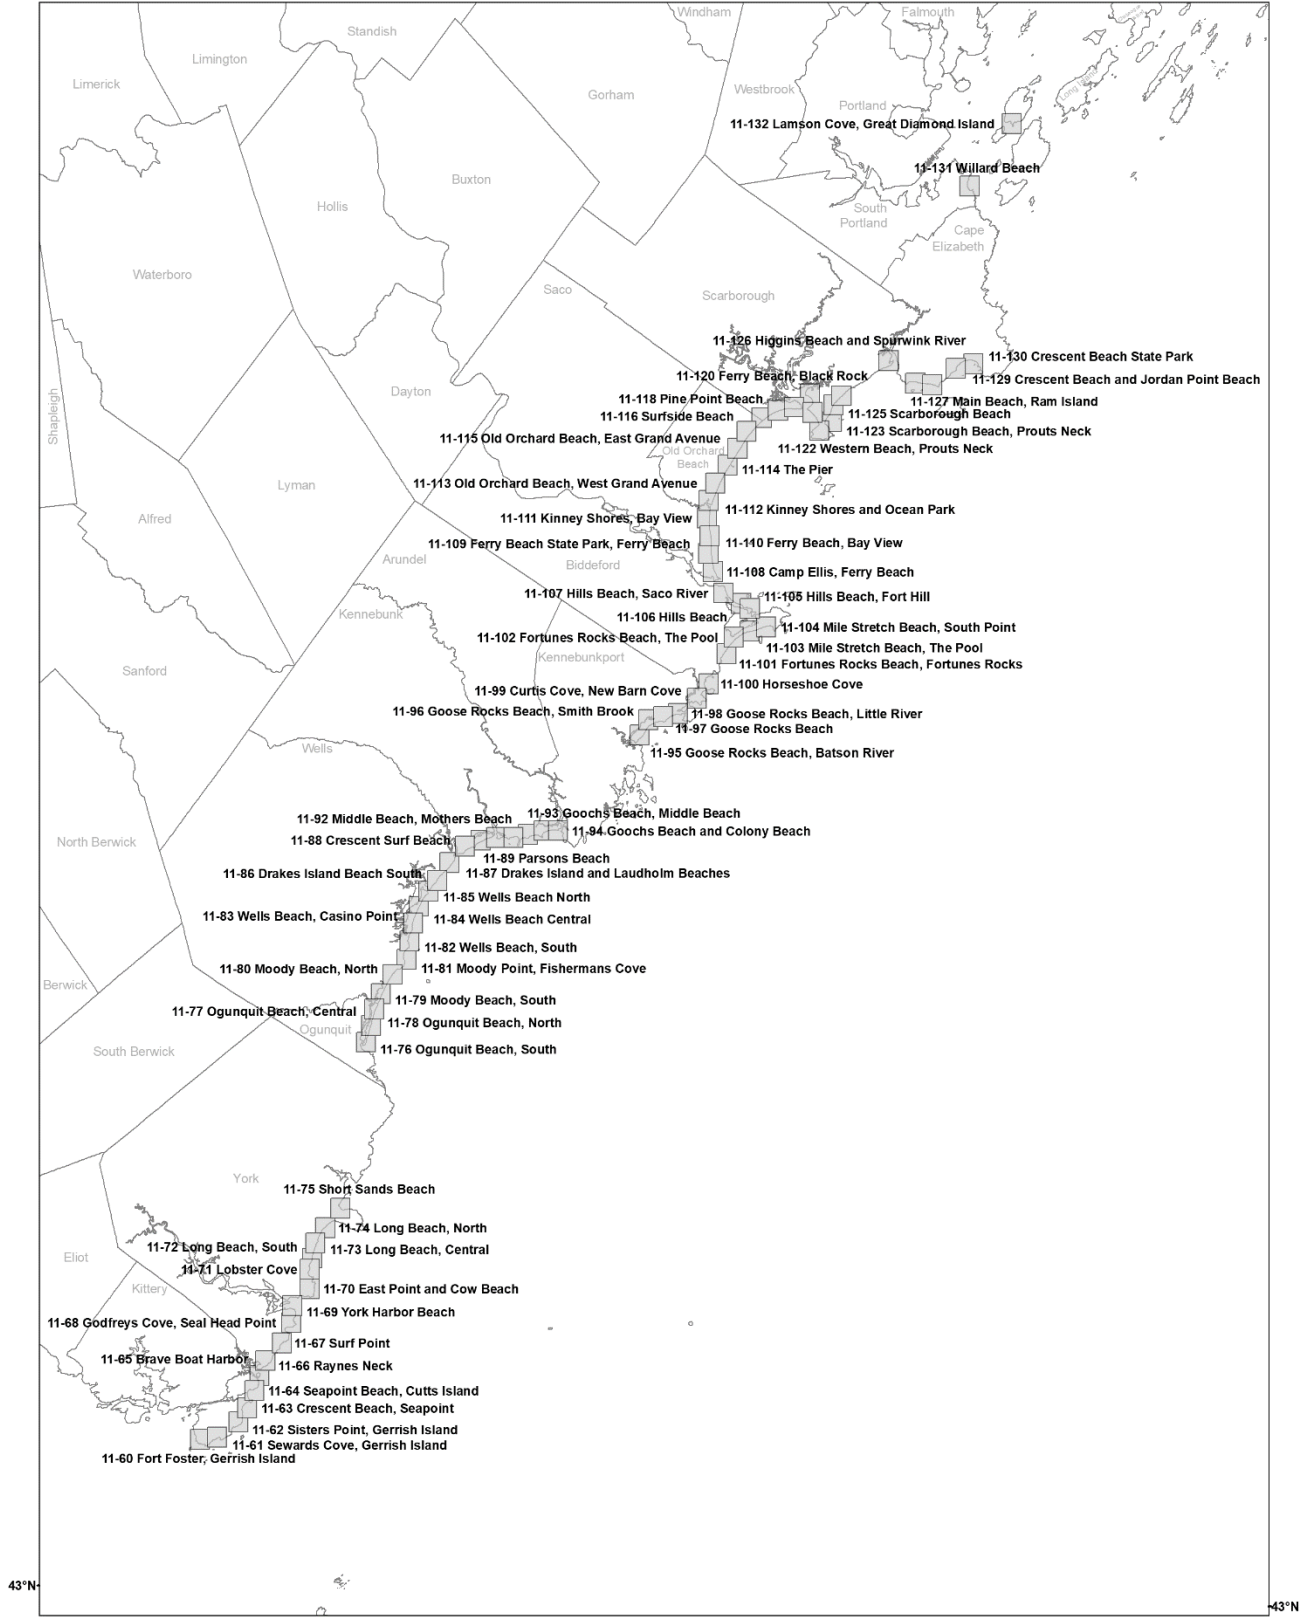 Windham
Falmouth
Standish
Limington
Limerick
Gorham
Westbrook
Long Island
Portland
11-132 Lamson Cove, Great Diamond Island
11-131 Willard Beach
Buxton
Hollis
South
Portland
Cape
Elizabeth
Waterboro
Saco
Scarborough
11-126 Higgins Beach and Spurwink River
11-130 Crescent Beach State Park
11-120 Ferry Beach, Black Rock
11-129 Crescent Beach and Jordan Point Beach
Dayton
Shapleigh
11-118 Pine Point Beach
11-127 Main Beach, Ram Island
11-116 Surfside Beach
11-125 Scarborough Beach
11-123 Scarborough Beach, Prouts Neck
11-115 Old Orchard Beach, East Grand Avenue
11-122 Western Beach, Prouts Neck
Old Orchard
Beach
11-114 The Pier
11-113 Old Orchard Beach, West Grand Avenue
Lyman
11-112 Kinney Shores and Ocean Park
11-111 Kinney Shores, Bay View
Alfred
11-109 Ferry Beach State Park, Ferry Beach
11-110 Ferry Beach, Bay View
Arundel
Biddeford
11-108 Camp Ellis, Ferry Beach
11-107 Hills Beach, Saco River
11-105 Hills Beach, Fort Hill
Kennebunk
11-106 Hills Beach
11-104 Mile Stretch Beach, South Point
11-102 Fortunes Rocks Beach, The Pool
11-103 Mile Stretch Beach, The Pool
Kennebunkport
11-101 Fortunes Rocks Beach, Fortunes Rocks
Sanford
11-100 Horseshoe Cove
11-99 Curtis Cove, New Barn Cove
11-96 Goose Rocks Beach, Smith Brook
11-98 Goose Rocks Beach, Little River
11-97 Goose Rocks Beach
Wells
11-95 Goose Rocks Beach, Batson River
11-93 Goochs Beach, Middle Beach
11-92 Middle Beach, Mothers Beach
11-94 Goochs Beach and Colony Beach
North Berwick
11-88 Crescent Surf Beach
11-89 Parsons Beach
11-86 Drakes Island Beach South
11-87 Drakes Island and Laudholm Beaches
11-85 Wells Beach North
11-83 Wells Beach, Casino Point
11-84 Wells Beach Central
11-82 Wells Beach, South
11-80 Moody Beach, North
11-81 Moody Point, Fishermans Cove
Berwick
11-79 Moody Beach, South
11-77 Ogunquit Beach, Central
11-78 Ogunquit Beach, North
Ogunquit
11-76 Ogunquit Beach, South
South Berwick
York
11-75 Short Sands Beach
11-74 Long Beach, North
11-72 Long Beach, South
11-73 Long Beach, Central
Eliot
11-71 Lobster Cove
11-70 East Point and Cow Beach
Kittery
11-69 York Harbor Beach
11-68 Godfreys Cove, Seal Head Point
11-67 Surf Point
11-65 Brave Boat Harbor
11-66 Raynes Neck
11-64 Seapoint Beach, Cutts Island
11-63 Crescent Beach, Seapoint
11-62 Sisters Point, Gerrish Island
11-61 Sewards Cove, Gerrish Island
11-60 Fort Foster, Gerrish Island
43°N
43°N